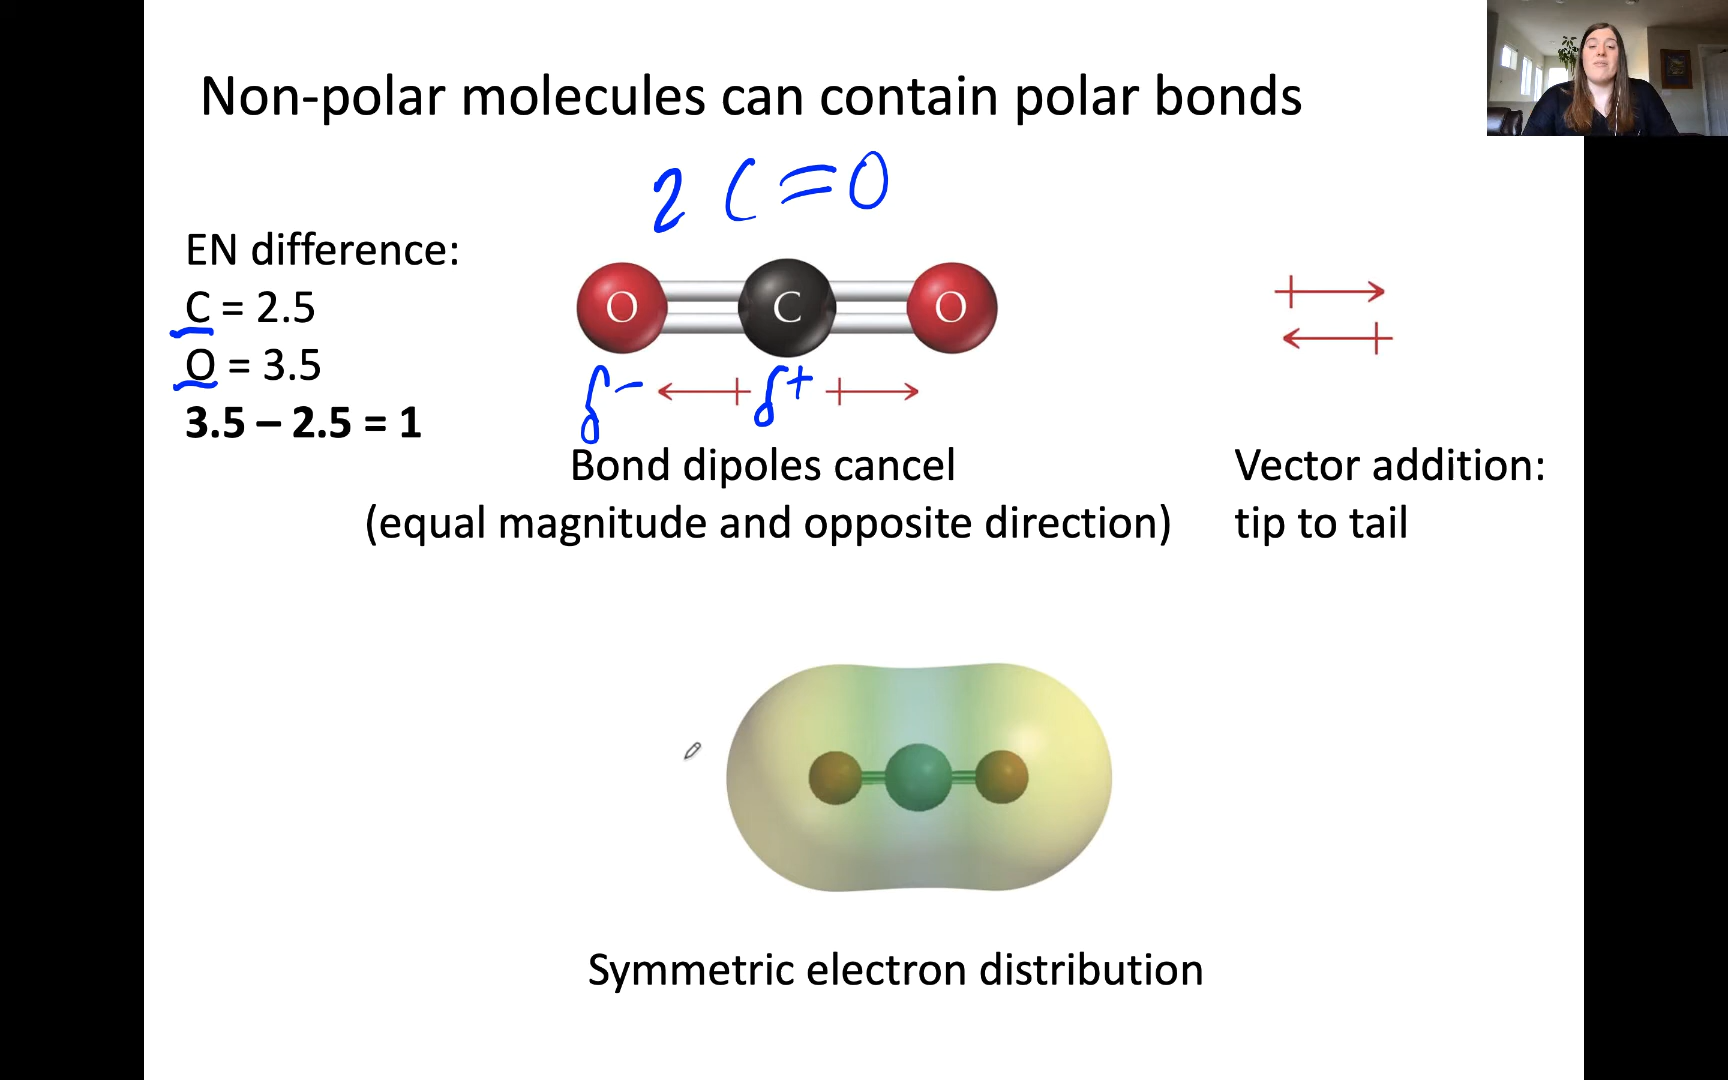 Non-polar molecules can contain polar bonds
2 C=O
EN difference:
C = 2.5
O = 3.5
3.5 – 2.5 = 1
O C O
δ- δ+
Bond dipoles cancel
(equal magnitude and opposite direction)
Vector addition:
tip to tail
Symmetric electron distribution